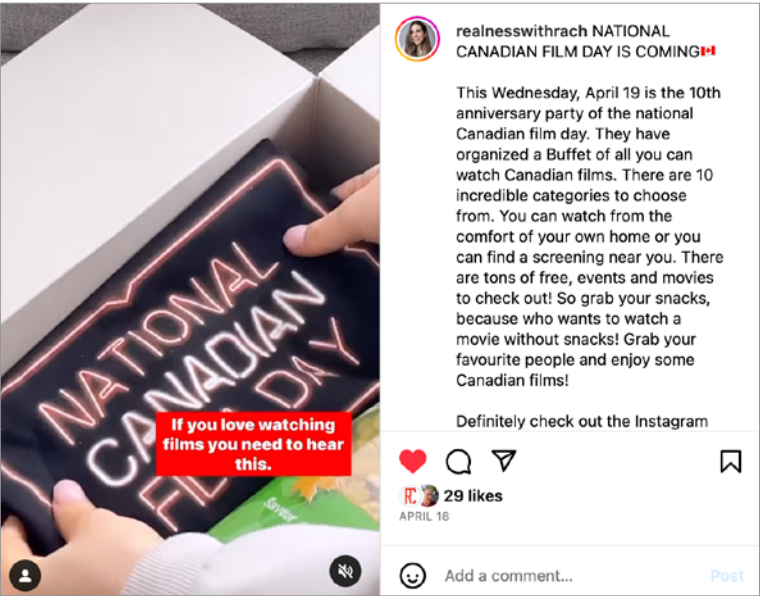 NATIONAL
CANADIAN
DAY
If you love watching
films you need to hear
this.
realnesswithrach NATIONAL
CANADIAN FILM DAY IS COMING🇨🇦
This Wednesday, April 19 is the 10th
anniversary party of the national
Canadian film day. They have
organized a Buffet of all you can
watch Canadian films. There are 10
incredible categories to choose
from. You can watch from the
comfort of your own home or you
can find a screening near you. There
are tons of free, events and movies
to check out! So grab your snacks,
because who wants to watch a
movie without snacks! Grab your
favourite people and enjoy some
Canadian films!
Definitely check out the Instagram
29 likes
APRIL 18
Add a comment...
Post